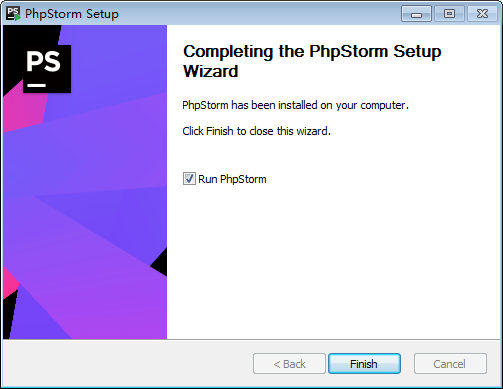 PS PhpStorm Setup
PS
Completing the PhpStorm Setup
Wizard
PhpStorm has been installed on your computer.
Click Finish to close this wizard.
Run PhpStorm
< Back
Finish
Cancel